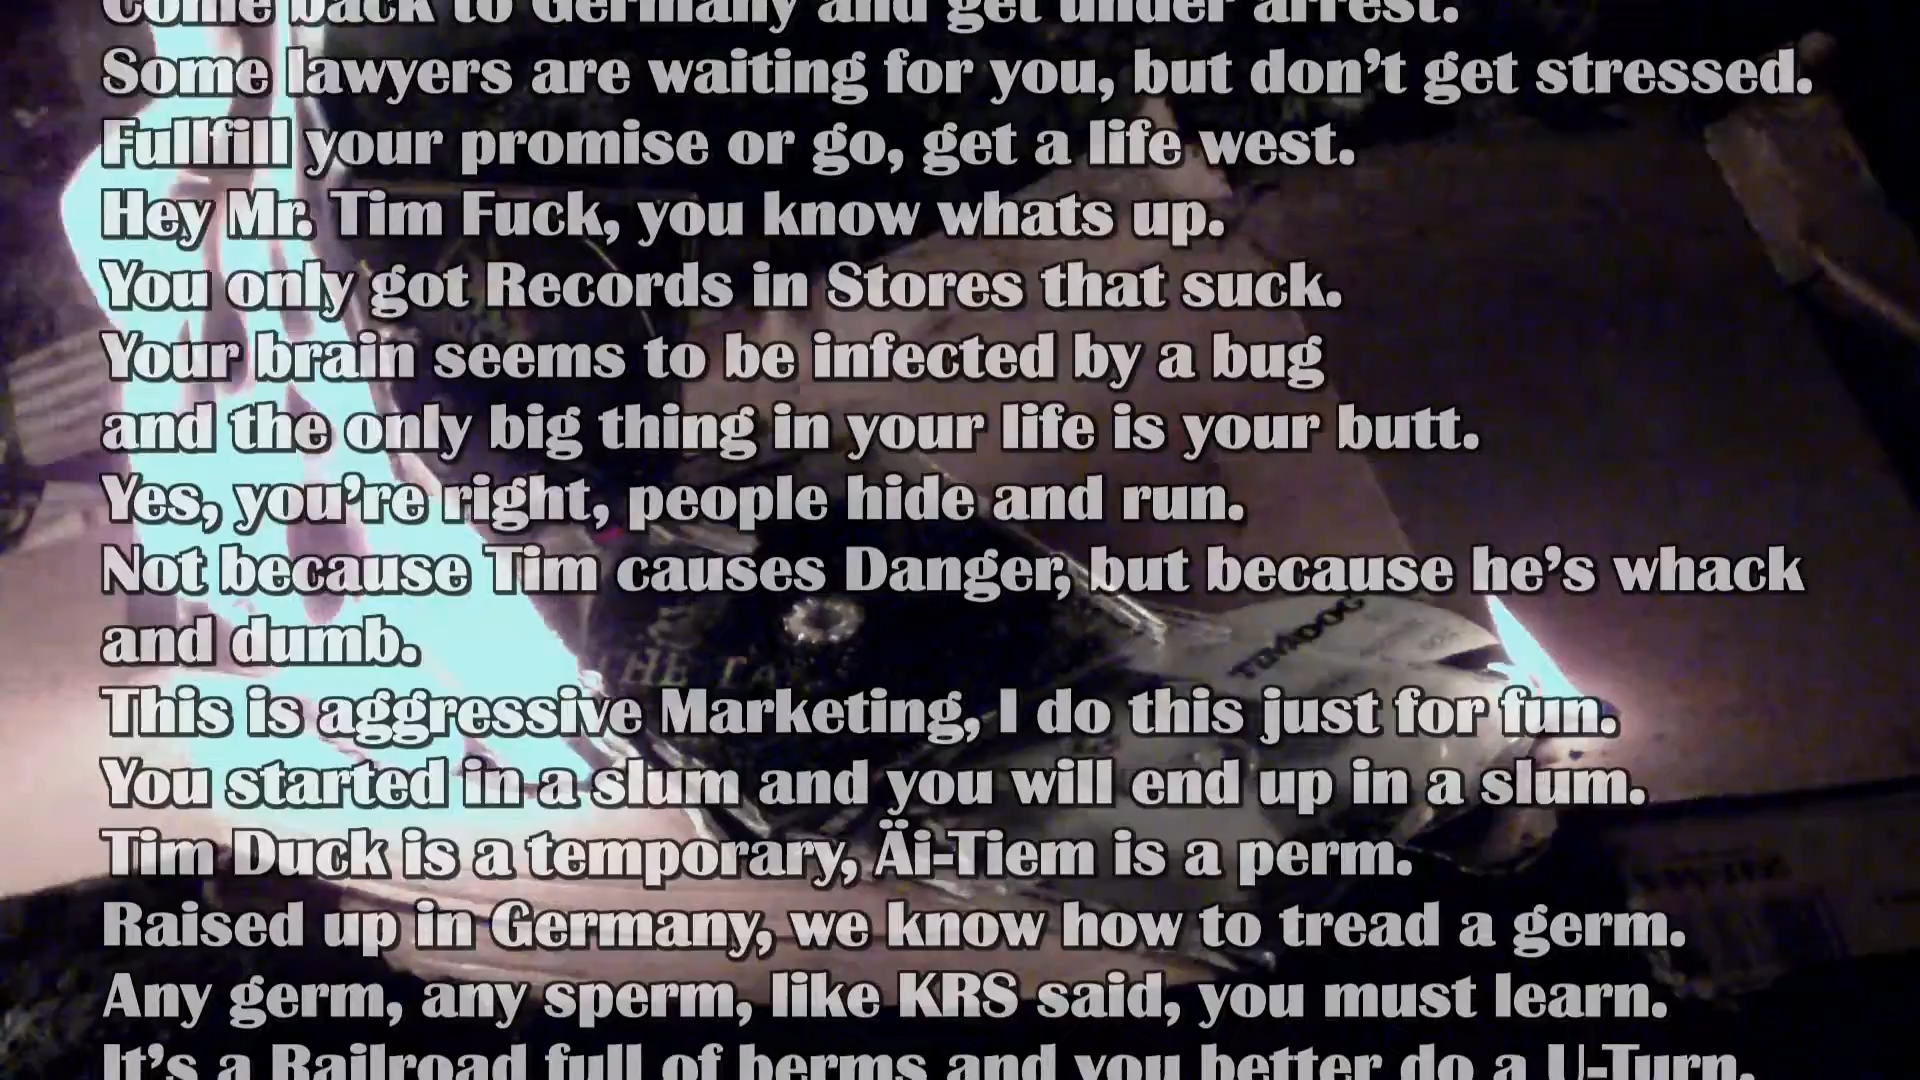 Come back to Germany and get under arrest.
Some lawyers are waiting for you, but don’t get stressed.
Fullfill your promise or go, get a life west.
Hey Mr. Tim Fuck, you know whats up.
You only got Records in Stores that suck.
Your brain seems to be infected by a bug
and the only big thing in your life is your butt.
Yes, you’re right, people hide and run.
Not because Tim causes Danger, but because he’s whack
and dumb.
This is aggressive Marketing, I do this just for fun.
You started in a slum and you will end up in a slum.
Tim Duck is a temporary, Äi-Tiem is a perm.
Raised up in Germany, we know how to tread a germ.
Any germ, any sperm, like KRS said, you must learn.
It’s a Railroad full of berms and you better do a U-Turn.